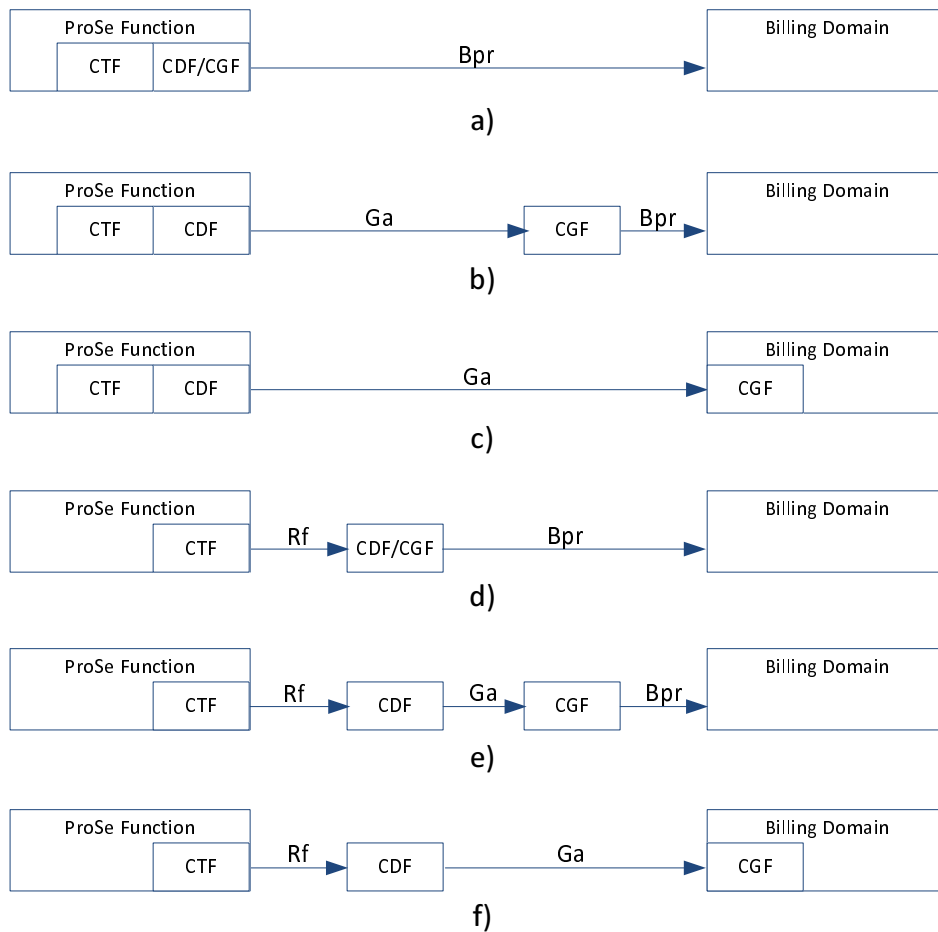 ProSe Function
Billing Domain
CTF
CDF/CGF
Bpr
a)
ProSe Function
Billing Domain
CTF
CDF
Ga
CGF
Bpr
b)
ProSe Function
Billing Domain
CTF
CDF
Ga
CGF
c)
ProSe Function
Billing Domain
CTF
Rf
CDF/CGF
Bpr
d)
ProSe Function
Billing Domain
CTF
Rf
CDF
Ga
CGF
Bpr
e)
ProSe Function
Billing Domain
CTF
Rf
CDF
Ga
CGF
f)